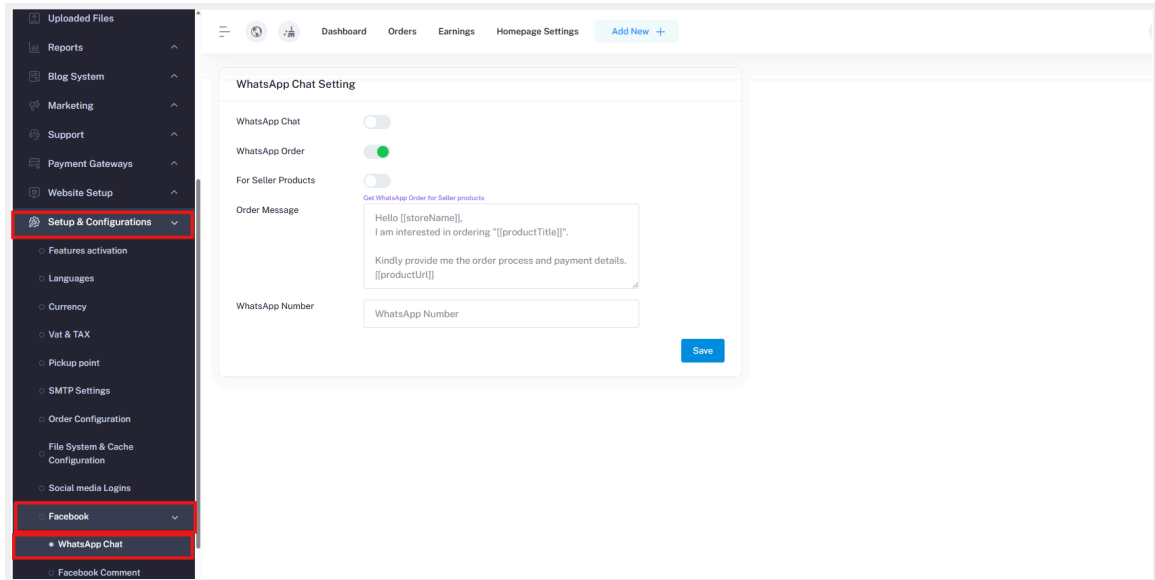 Uploaded Files
Reports
Blog System
Marketing
Support
Payment Gateways
Website Setup
Setup & Configurations
Features activation
Languages
Currency
Vat & TAX
Pickup point
SMTP Settings
Order Configuration
File System & Cache
Configuration
Social media Logins
Facebook
WhatsApp Chat
Facebook Comment
Dashboard Orders Earnings Homepage Settings Add New +
WhatsApp Chat Setting
WhatsApp Chat
WhatsApp Order
For Seller Products
Get WhatsApp Order for Seller products
Order Message
Hello [[storeName]],
I am interested in ordering "[[productTitle]]".
Kindly provide me the order process and payment details.
[[productUrl]]
WhatsApp Number
WhatsApp Number
Save